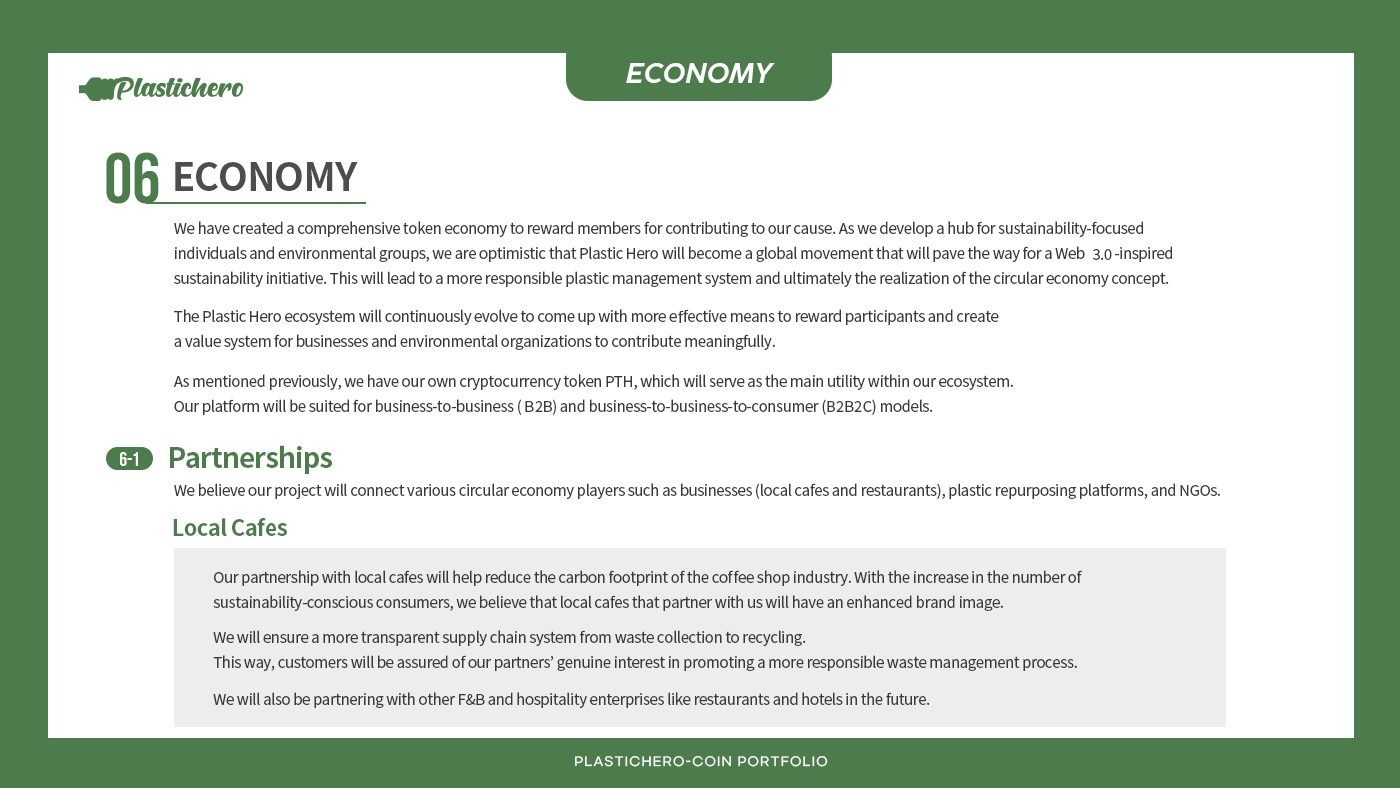 ECONOMY
Plastichero
06 ECONOMY
We have created a comprehensive token economy to reward members for contributing to our cause. As we develop a hub for sustainability-focused
individuals and environmental groups, we are optimistic that Plastic Hero will become a global movement that will pave the way for a Web 3.0 -inspired
sustainability initiative. This will lead to a more responsible plastic management system and ultimately the realization of the circular economy concept.
The Plastic Hero ecosystem will continuously evolve to come up with more effective means to reward participants and create
a value system for businesses and environmental organizations to contribute meaningfully.
As mentioned previously, we have our own cryptocurrency token PTH, which will serve as the main utility within our ecosystem.
Our platform will be suited for business-to-business ( B2B) and business-to-business-to-consumer (B2B2C) models.
6-1 Partnerships
We believe our project will connect various circular economy players such as businesses (local cafes and restaurants), plastic repurposing platforms, and NGOs.
Local Cafes
Our partnership with local cafes will help reduce the carbon footprint of the coffee shop industry. With the increase in the number of
sustainability-conscious consumers, we believe that local cafes that partner with us will have an enhanced brand image.
We will ensure a more transparent supply chain system from waste collection to recycling.
This way, customers will be assured of our partners’ genuine interest in promoting a more responsible waste management process.
We will also be partnering with other F&B and hospitality enterprises like restaurants and hotels in the future.
PLASTICHERO-COIN PORTFOLIO